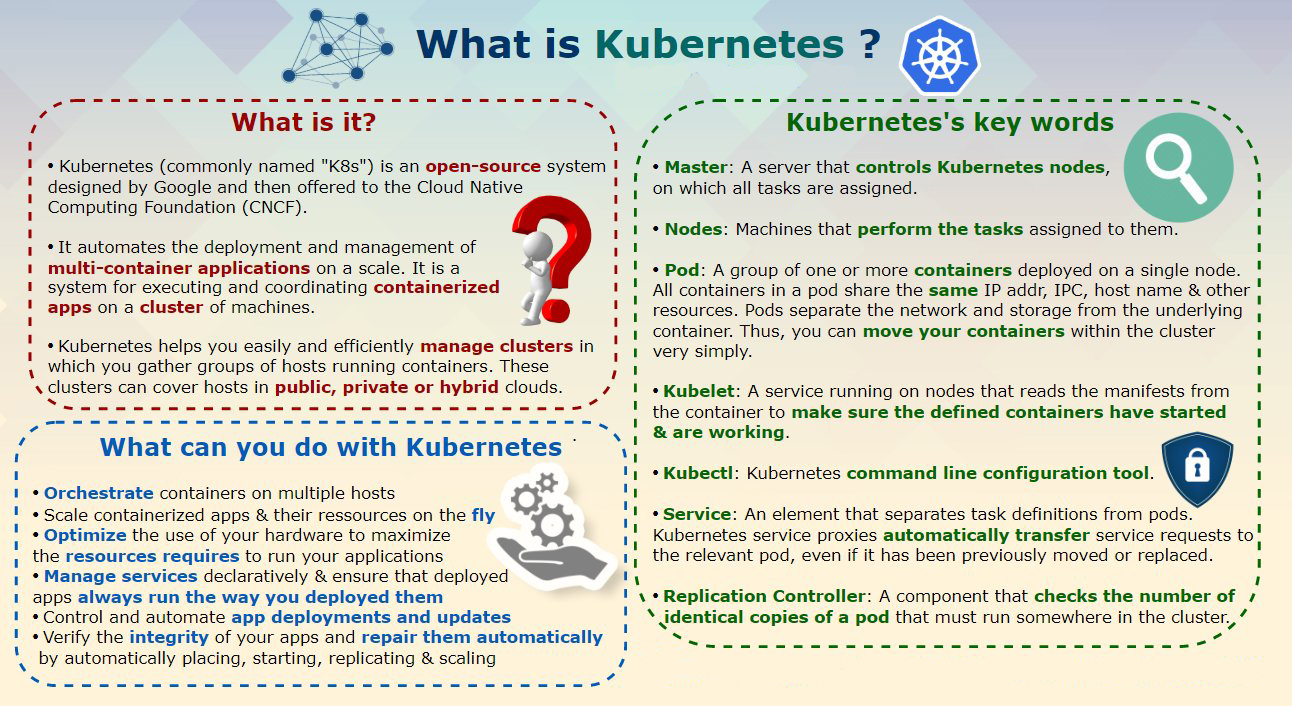 What is Kubernetes ?
What is it?
• Kubernetes (commonly named "K8s") is an open-source system
designed by Google and then offered to the Cloud Native
Computing Foundation (CNCF).
• It automates the deployment and management of
multi-container applications on a scale. It is a
system for executing and coordinating containerized
apps on a cluster of machines.
• Kubernetes helps you easily and efficiently manage clusters in
which you gather groups of hosts running containers. These
clusters can cover hosts in public, private or hybrid clouds.
What can you do with Kubernetes
• Orchestrate containers on multiple hosts
• Scale containerized apps & their ressources on the fly
• Optimize the use of your hardware to maximize
the resources requires to run your applications
• Manage services declaratively & ensure that deployed
apps always run the way you deployed them
• Control and automate app deployments and updates
• Verify the integrity of your apps and repair them automatically
by automatically placing, starting, replicating & scaling
Kubernetes's key words
• Master: A server that controls Kubernetes nodes,
on which all tasks are assigned.
• Nodes: Machines that perform the tasks assigned to them.
• Pod: A group of one or more containers deployed on a single node.
All containers in a pod share the same IP addr, IPC, host name & other
resources. Pods separate the network and storage from the underlying
container. Thus, you can move your containers within the cluster
very simply.
• Kubelet: A service running on nodes that reads the manifests from
the container to make sure the defined containers have started
& are working.
• Kubectl: Kubernetes command line configuration tool.
• Service: An element that separates task definitions from pods.
Kubernetes service proxies automatically transfer service requests to
the relevant pod, even if it has been previously moved or replaced.
• Replication Controller: A component that checks the number of
identical copies of a pod that must run somewhere in the cluster.